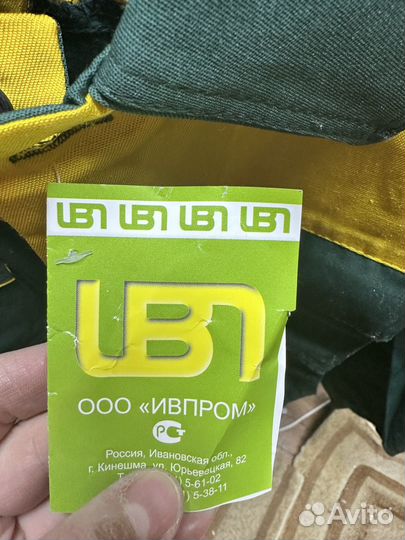 ИВП ИВП ИВП ИВП
ИВП
ООО «ИВПРОМ»
РСТ
Россия, Ивановская обл.,
г. Кинешма, ул. Юрьевецкая, 82
5-61-02
5-38-11
Avito